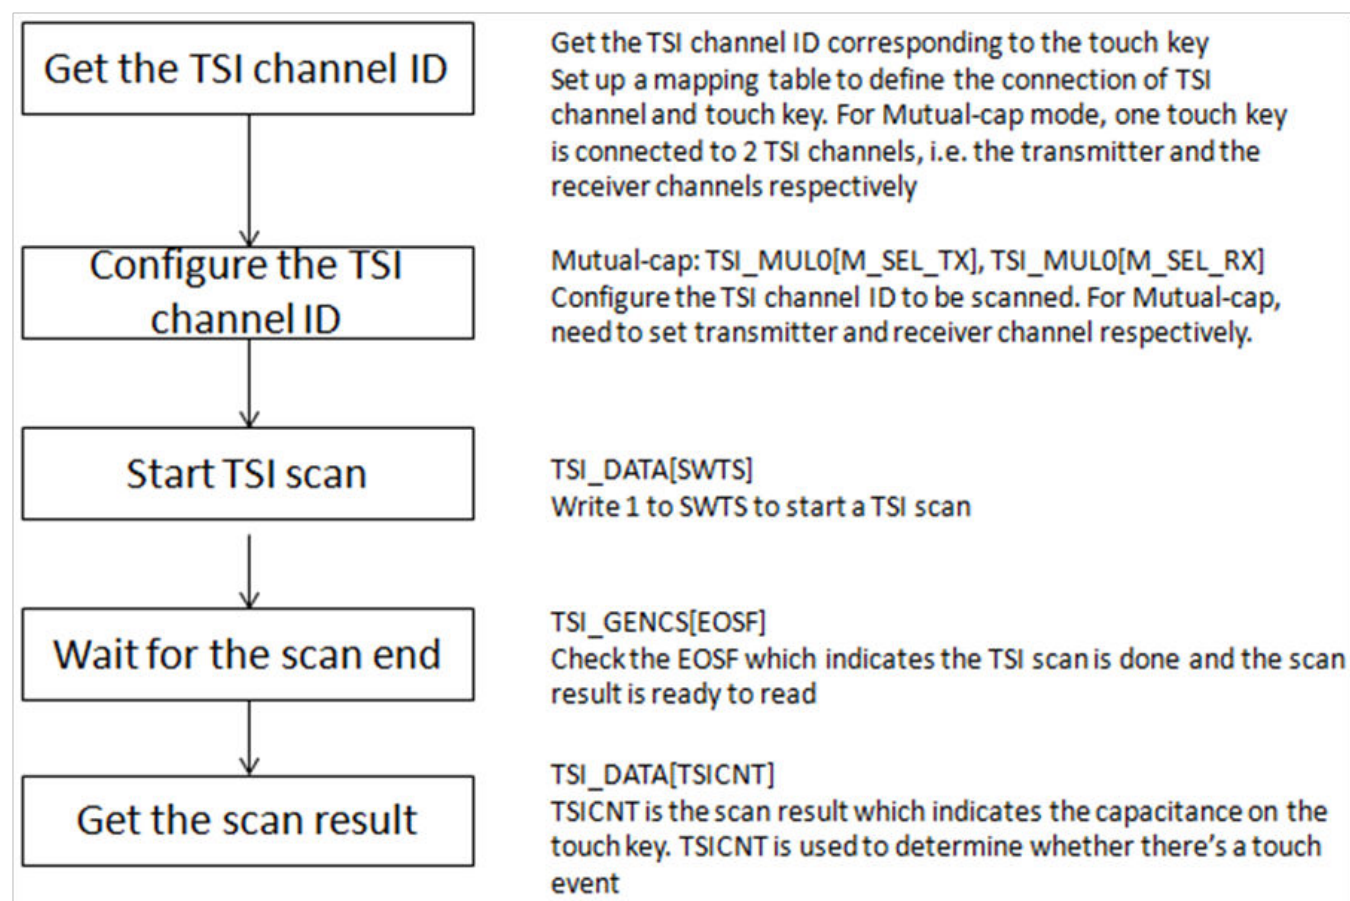 Get the TSI channel ID
Get the TSI channel ID corresponding to the touch key
Set up a mapping table to define the connection of TSI
channel and touch key. For Mutual-cap mode, one touch key
is connected to 2 TSI channels, i.e. the transmitter and the
receiver channels respectively
Configure the TSI
channel ID
Mutual-cap: TSI_MUL0[M_SEL_TX], TSI_MUL0[M_SEL_RX]
Configure the TSI channel ID to be scanned. For Mutual-cap,
need to set transmitter and receiver channel respectively.
Start TSI scan
TSI_DATA[SWTS]
Write 1 to SWTS to start a TSI scan
Wait for the scan end
TSI_GENCS[EOSF]
Check the EOSF which indicates the TSI scan is done and the scan
result is ready to read
Get the scan result
TSI_DATA[TSICNT]
TSICNT is the scan result which indicates the capacitance on the
touch key. TSICNT is used to determine whether there's a touch
event